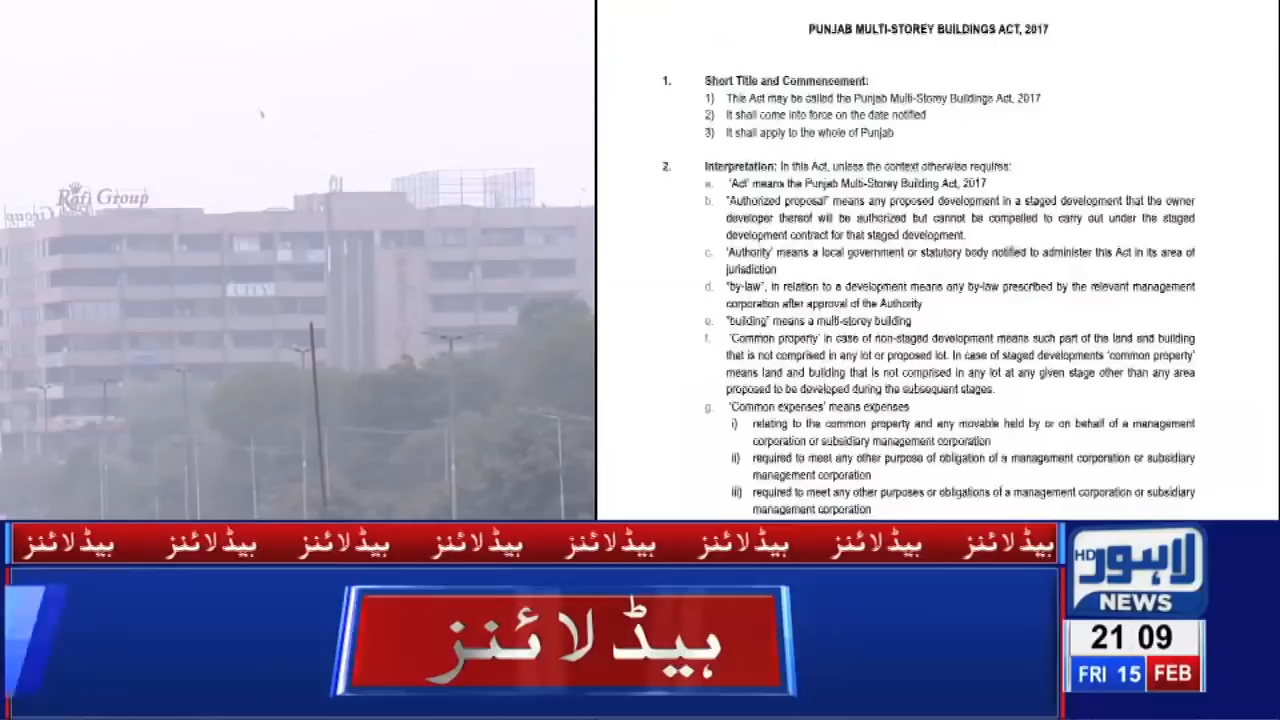 Rafi Group
PUNJAB MULTI-STOREY BUILDINGS ACT, 2017
1. Short Title and Commencement:
1) This Act may be called the Punjab Multi-Storey Buildings Act, 2017
2) It shall come into force on the date notified
3) It shall apply to the whole of Punjab
2. Interpretation: In this Act, unless the context otherwise requires:
a. 'Act' means the Punjab Multi-Storey Building Act, 2017
b. "Authorized proposal" means any proposed development in a staged development that the owner
developer thereof will be authorized but cannot be compelled to carry out under the staged
development contract for that staged development.
c. 'Authority' means a local government or statutory body notified to administer this Act in its area of
jurisdiction
d. "by-law", in relation to a development means any by-law prescribed by the relevant management
corporation after approval of the Authority
e. "building" means a multi-storey building
f. 'Common property' in case of non-staged development means such part of the land and building
that is not comprised in any lot or proposed lot. In case of staged developments 'common property'
means land and building that is not comprised in any lot at any given stage other than any area
proposed to be developed during the subsequent stages.
g. 'Common expenses' means expenses
i) relating to the common property and any movable held by or on behalf of a management
corporation or subsidiary management corporation
ii) required to meet any other purpose of obligation of a management corporation or subsidiary
management corporation
iii) required to meet any other purposes or obligations of a management corporation or subsidiary
management corporation
ہیڈلائنز ہیڈلائنز ہیڈلائنز ہیڈلائنز ہیڈلائنز ہیڈلائنز ہیڈلائنز ہیڈلائنز
ہیڈلائنز
لاہور HD
NEWS
21 09
FRI 15 FEB